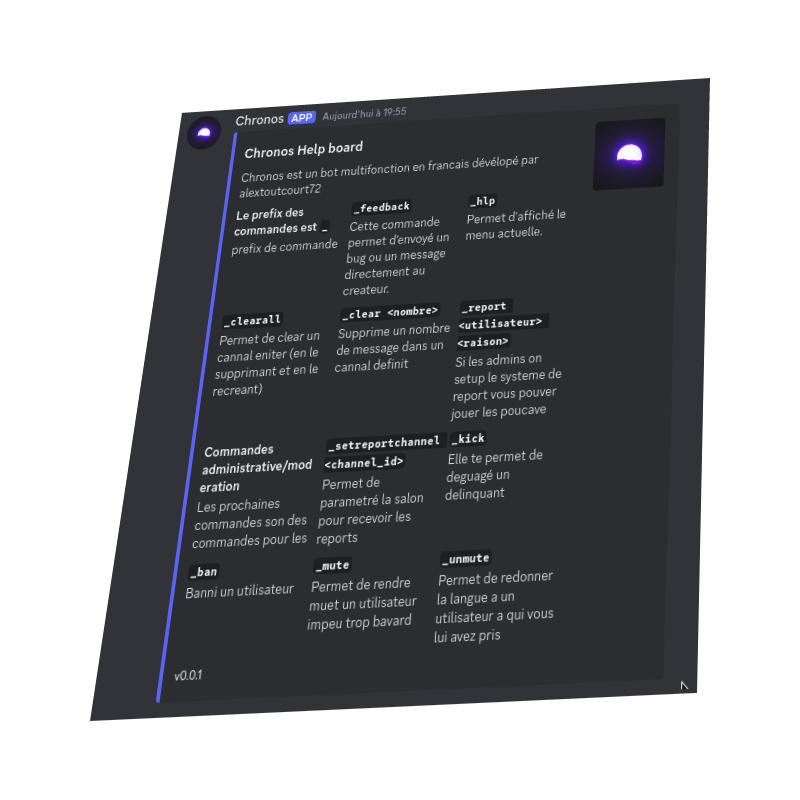 Chronos APP Aujourd'hui à 19:55
Chronos Help board
Chronos est un bot multifonction en francais dévélopé par
alextoutcourt72
Le prefix des
commandes est _
prefix de commande
_feedback
Cette commande
permet d'envoyé un
bug ou un message
directement au
createur.
_hlp
Permet d'affiché le
menu actuelle.
_clearall
Permet de clear un
cannal eniter (en le
supprimant et en le
recreant)
_clear <nombre>
Supprime un nombre
de message dans un
cannal definit
_report
<utilisateur>
<raison>
Si les admins on
setup le systeme de
report vous pouver
jouer les poucave
Commandes
administrative/mod
eration
Les prochaines
commandes son des
commandes pour les
_setreportchannel
<channel_id>
Permet de
parametré la salon
pour recevoir les
reports
_kick
Elle te permet de
deguagé un
delinquant
_ban
Banni un utilisateur
_mute
Permet de rendre
muet un utilisateur
impeu trop bavard
_unmute
Permet de redonner
la langue a un
utilisateur a qui vous
lui avez pris
v0.0.1